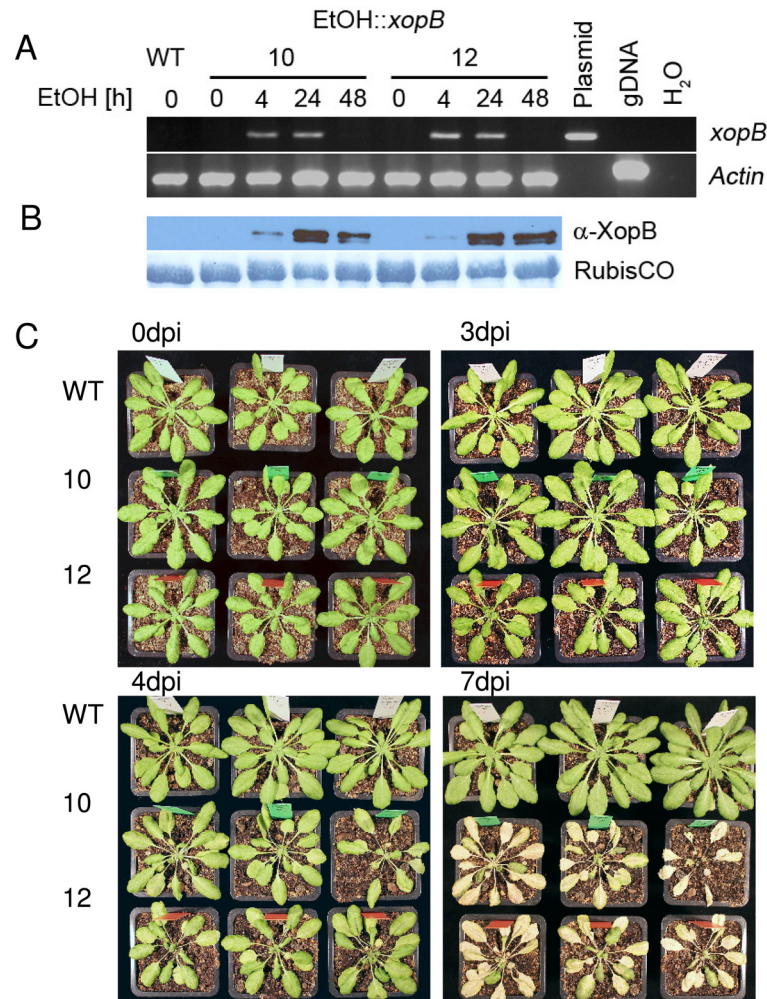 EtOH::xopB
A
WT 10 12 Plasmid gDNA H₂O
EtOH [h] 0 0 4 24 48 0 4 24 48
xopB
Actin
B
α-XopB
RubisCO
C
0dpi 3dpi
WT
10
12
4dpi 7dpi
WT
10
12